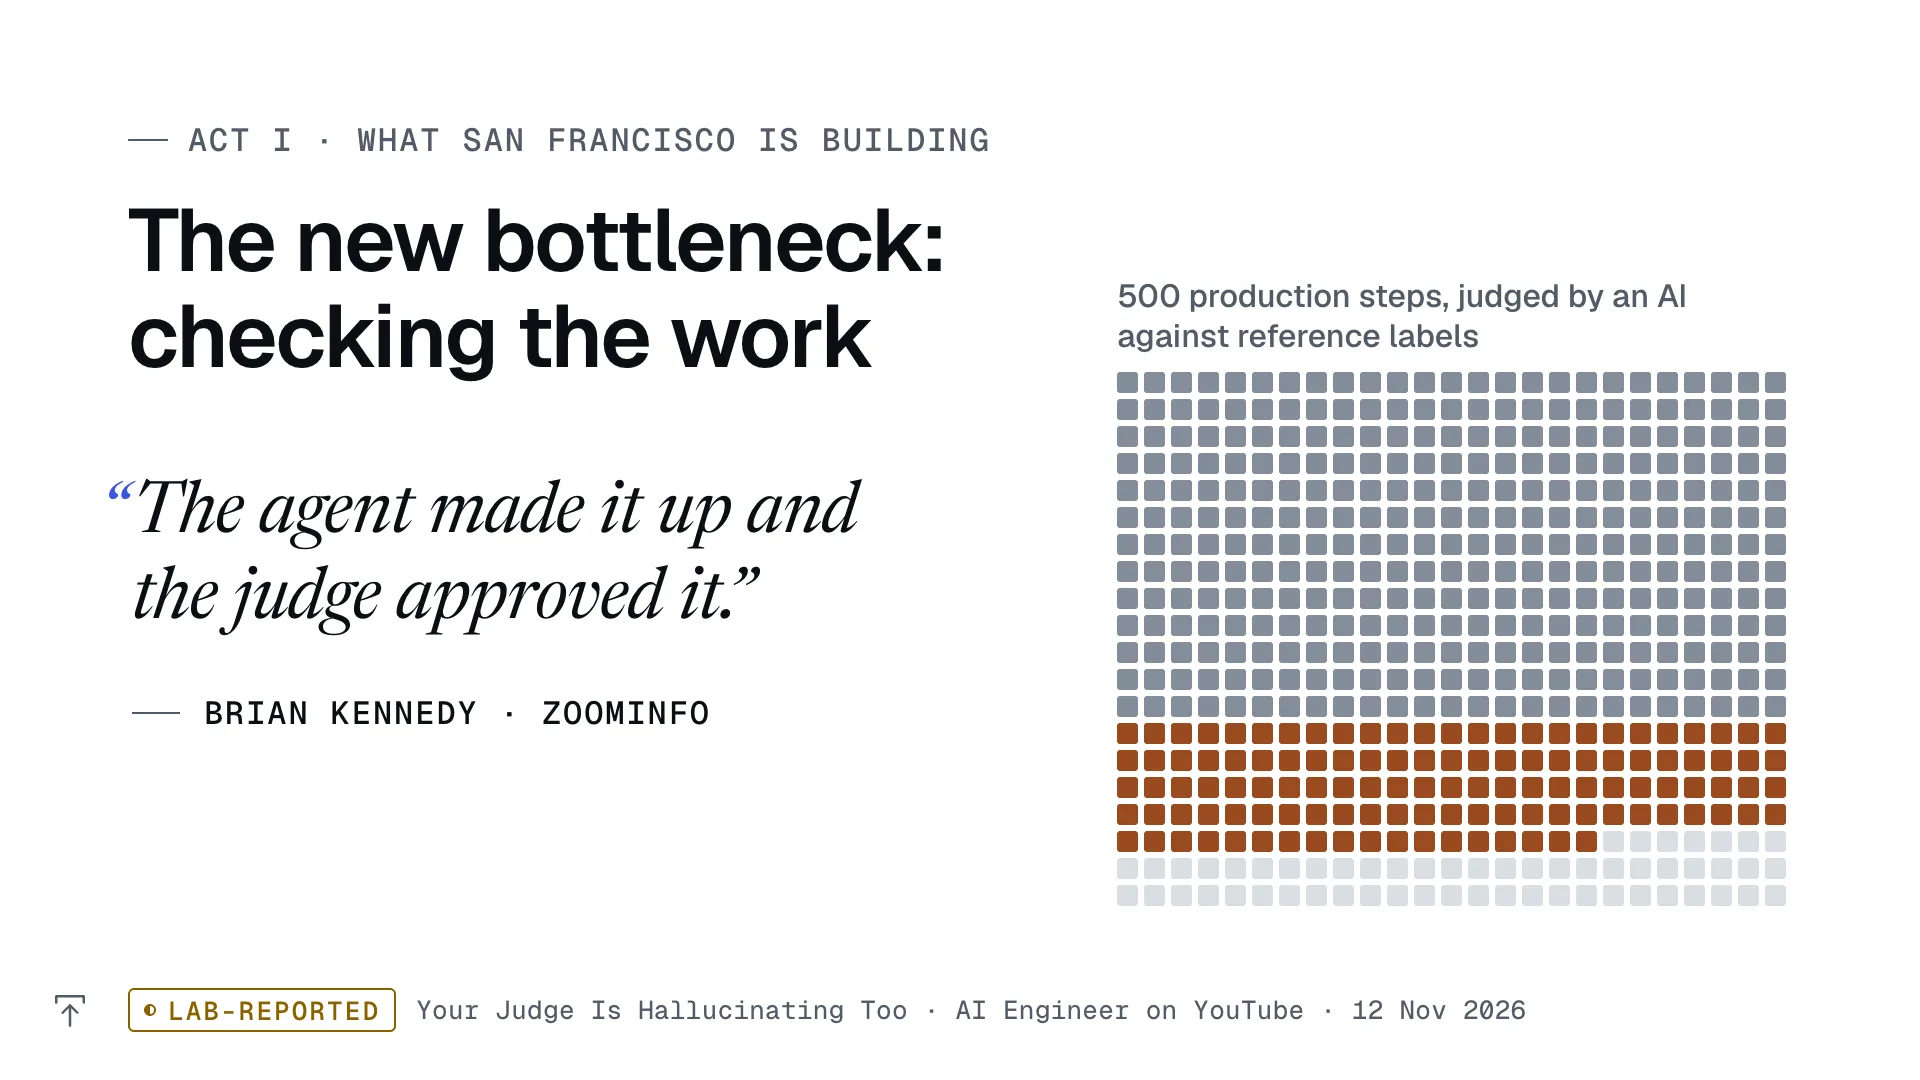 — ACT I · WHAT SAN FRANCISCO IS BUILDING
The new bottleneck:
checking the work
“The agent made it up and
the judge approved it.”
— BRIAN KENNEDY · ZOOMINFO
500 production steps, judged by an AI
against reference labels
LAB-REPORTED
Your Judge Is Hallucinating Too · AI Engineer on YouTube · 12 Nov 2026